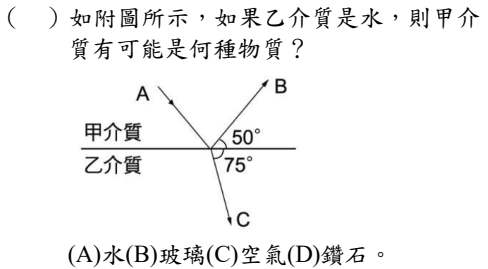 ( )如附圖所示，如果乙介質是水，則甲介
質有可能是何種物質？
A
B
甲介質
50°
乙介質
75°
C
(A)水(B)玻璃(C)空氣(D)鑽石。